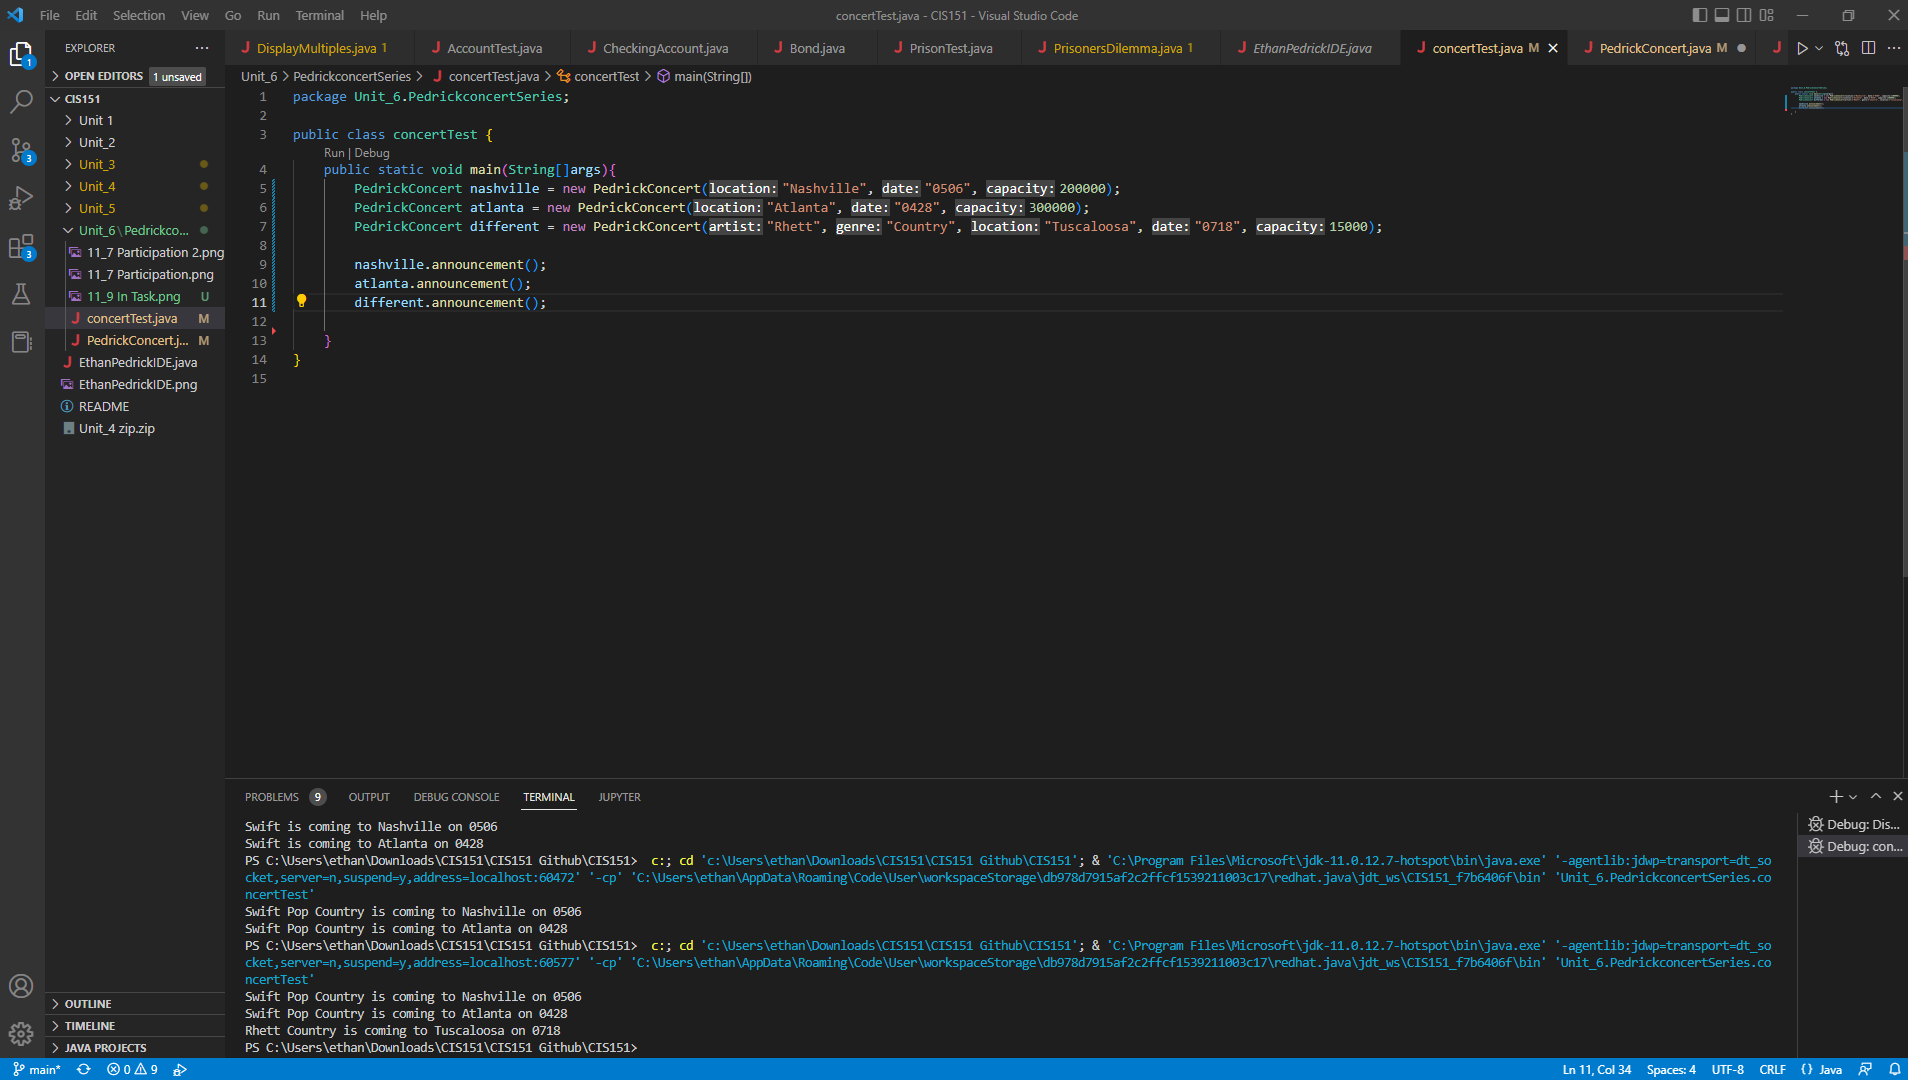 File Edit Selection View Go Run Terminal Help concertTest.java - CIS151 - Visual Studio Code
EXPLORER
DisplayMultiples.java 1 AccountTest.java CheckingAccount.java Bond.java PrisonTest.java PrisonersDilemma.java 1 EthanPedrickIDE.java concertTest.java M PedrickConcert.java M
OPEN EDITORS 1 unsaved
Unit_6 > PedrickconcertSeries > concertTest.java > concertTest > main(String[])
CIS151
Unit 1
Unit_2
Unit_3
Unit_4
Unit_5
Unit_6\Pedrickco...
11_7 Participation 2.png
11_7 Participation.png
11_9 In Task.png U
concertTest.java M
PedrickConcert.j... M
EthanPedrickIDE.java
EthanPedrickIDE.png
README
Unit_4 zip.zip
OUTLINE
TIMELINE
JAVA PROJECTS
1 package Unit_6.PedrickconcertSeries;
2
3 public class concertTest {
Run | Debug
4 public static void main(String[]args){
5 PedrickConcert nashville = new PedrickConcert(location: "Nashville", date: "0506", capacity: 200000);
6 PedrickConcert atlanta = new PedrickConcert(location: "Atlanta", date: "0428", capacity: 300000);
7 PedrickConcert different = new PedrickConcert(artist: "Rhett", genre: "Country", location: "Tuscaloosa", date: "0718", capacity: 15000);
8
9 nashville.announcement();
10 atlanta.announcement();
11 different.announcement();
12
13 }
14 }
15
PROBLEMS 9 OUTPUT DEBUG CONSOLE TERMINAL JUPYTER
Swift is coming to Nashville on 0506
Swift is coming to Atlanta on 0428
PS C:\Users\ethan\Downloads\CIS151\CIS151 Github\CIS151> c:; cd 'c:\Users\ethan\Downloads\CIS151\CIS151 Github\CIS151'; & 'C:\Program Files\Microsoft\jdk-11.0.12.7-hotspot\bin\java.exe' '-agentlib:jdwp=transport=dt_so
cket,server=n,suspend=y,address=localhost:60472' '-cp' 'C:\Users\ethan\AppData\Roaming\Code\User\workspaceStorage\db978d7915af2c2ffcf1539211003c17\redhat.java\jdt_ws\CIS151_f7b6406f\bin' 'Unit_6.PedrickconcertSeries.co
ncertTest'
Swift Pop Country is coming to Nashville on 0506
Swift Pop Country is coming to Atlanta on 0428
PS C:\Users\ethan\Downloads\CIS151\CIS151 Github\CIS151> c:; cd 'c:\Users\ethan\Downloads\CIS151\CIS151 Github\CIS151'; & 'C:\Program Files\Microsoft\jdk-11.0.12.7-hotspot\bin\java.exe' '-agentlib:jdwp=transport=dt_so
cket,server=n,suspend=y,address=localhost:60577' '-cp' 'C:\Users\ethan\AppData\Roaming\Code\User\workspaceStorage\db978d7915af2c2ffcf1539211003c17\redhat.java\jdt_ws\CIS151_f7b6406f\bin' 'Unit_6.PedrickconcertSeries.co
ncertTest'
Swift Pop Country is coming to Nashville on 0506
Swift Pop Country is coming to Atlanta on 0428
Rhett Country is coming to Tuscaloosa on 0718
PS C:\Users\ethan\Downloads\CIS151\CIS151 Github\CIS151>
Debug: Dis...
Debug: con...
1
3
3
main* 0 9 Ln 11, Col 34 Spaces: 4 UTF-8 CRLF {} Java